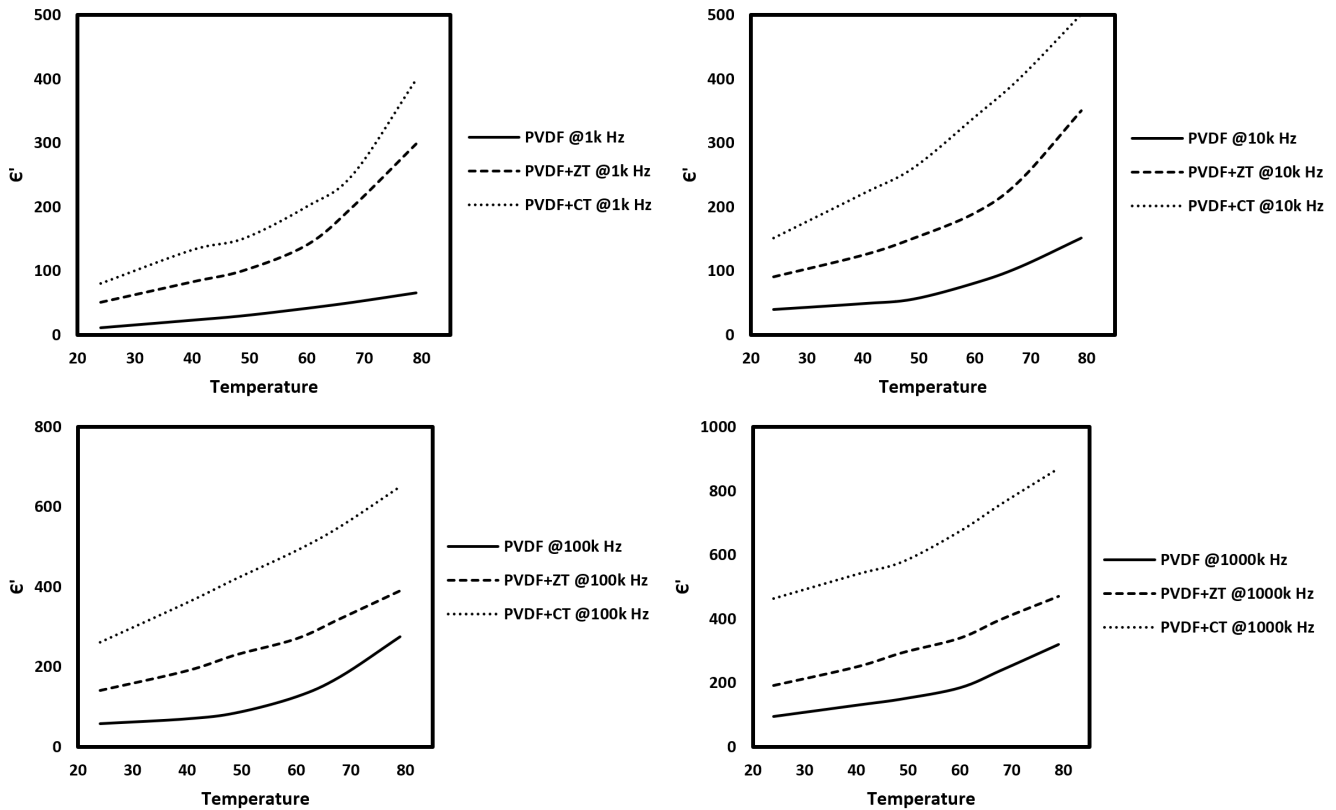 500
400
300
200
100
0
Є'
20 30 40 50 60 70 80
Temperature
PVDF @1k Hz
PVDF+ZT @1k Hz
PVDF+CT @1k Hz
500
400
300
200
100
0
Є'
20 30 40 50 60 70 80
Temperature
PVDF @10k Hz
PVDF+ZT @10k Hz
PVDF+CT @10k Hz
800
600
400
200
0
Є'
20 30 40 50 60 70 80
Temperature
PVDF @100k Hz
PVDF+ZT @100k Hz
PVDF+CT @100k Hz
1000
800
600
400
200
0
Є'
20 30 40 50 60 70 80
Temperature
PVDF @1000k Hz
PVDF+ZT @1000k Hz
PVDF+CT @1000k Hz